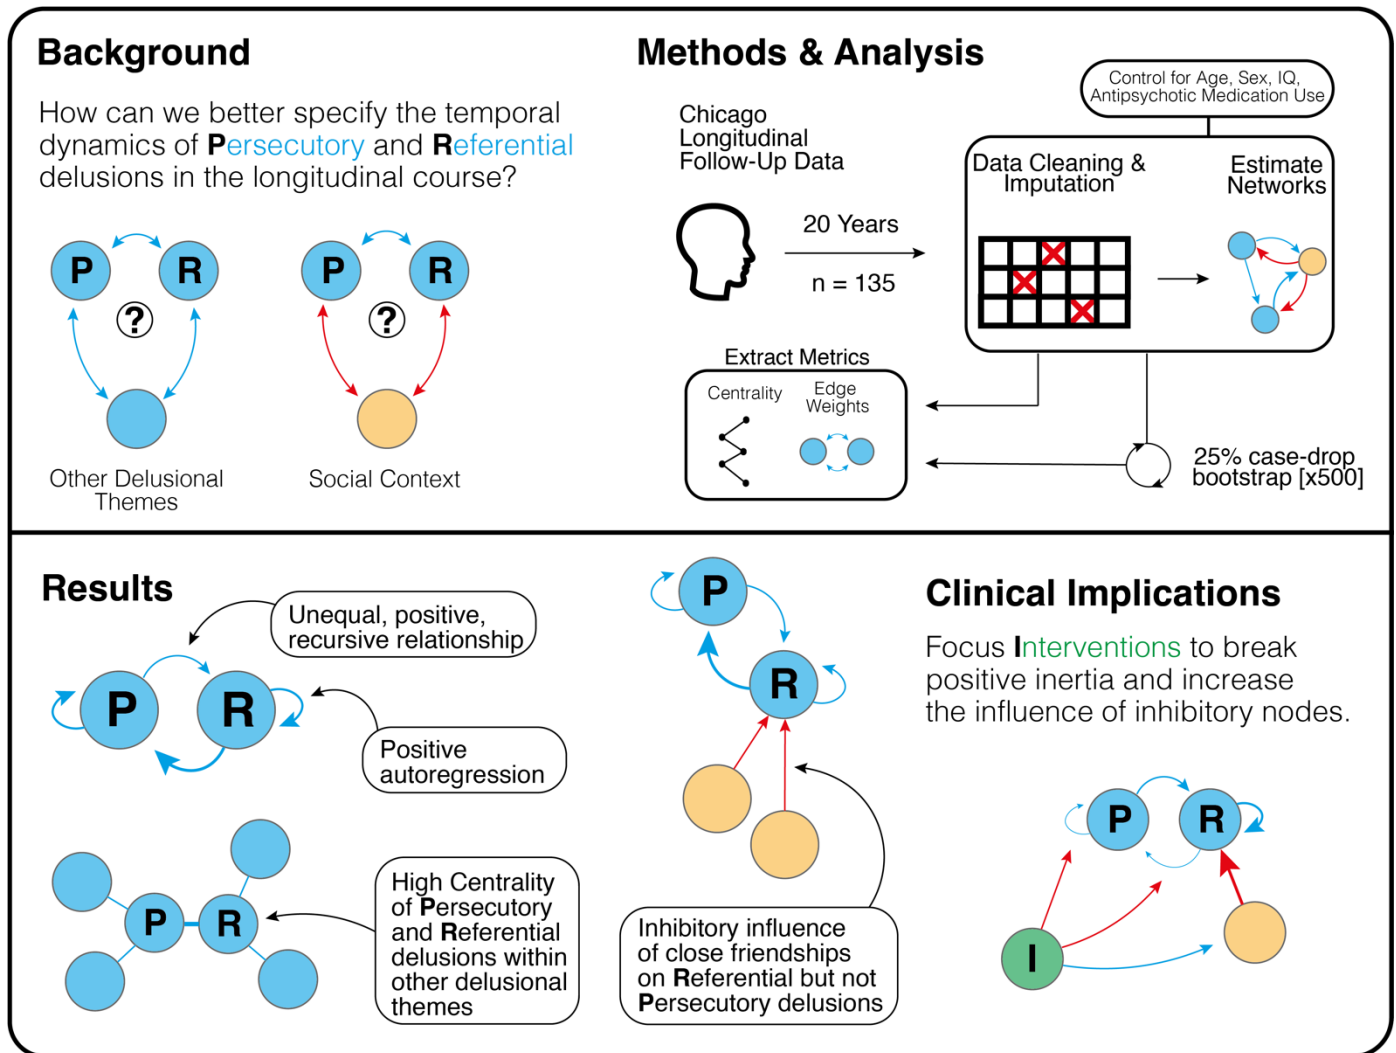 Background
How can we better specify the temporal
dynamics of Persecutory and Referential
delusions in the longitudinal course?
P
R
?
Other Delusional
Themes
P
R
?
Social Context
Methods & Analysis
Chicago
Longitudinal
Follow-Up Data
20 Years
n = 135
Control for Age, Sex, IQ,
Antipsychotic Medication Use
Data Cleaning &
Imputation
Estimate
Networks
Extract Metrics
Centrality
Edge
Weights
25% case-drop
bootstrap [x500]
Results
Unequal, positive,
recursive relationship
P
R
Positive
autoregression
P
R
High Centrality
of Persecutory
and Referential
delusions within
other delusional
themes
P
R
Inhibitory influence
of close friendships
on Referential but not
Persecutory delusions
Clinical Implications
Focus Interventions to break
positive inertia and increase
the influence of inhibitory nodes.
P
R
I